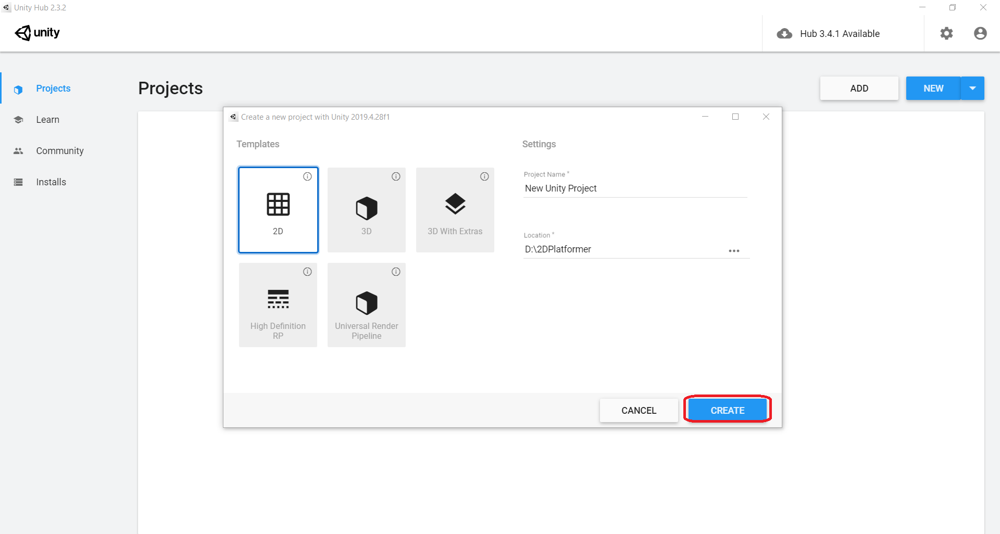 Unity Hub 2.3.2
unity
Hub 3.4.1 Available
Projects
Learn
Community
Installs
Projects
ADD
NEW
Create a new project with Unity 2019.4.28f1
Templates
2D
3D
3D With Extras
High Definition
RP
Universal Render
Pipeline
Settings
Project Name *
New Unity Project
Location *
D:\2DPlatformer
CANCEL
CREATE